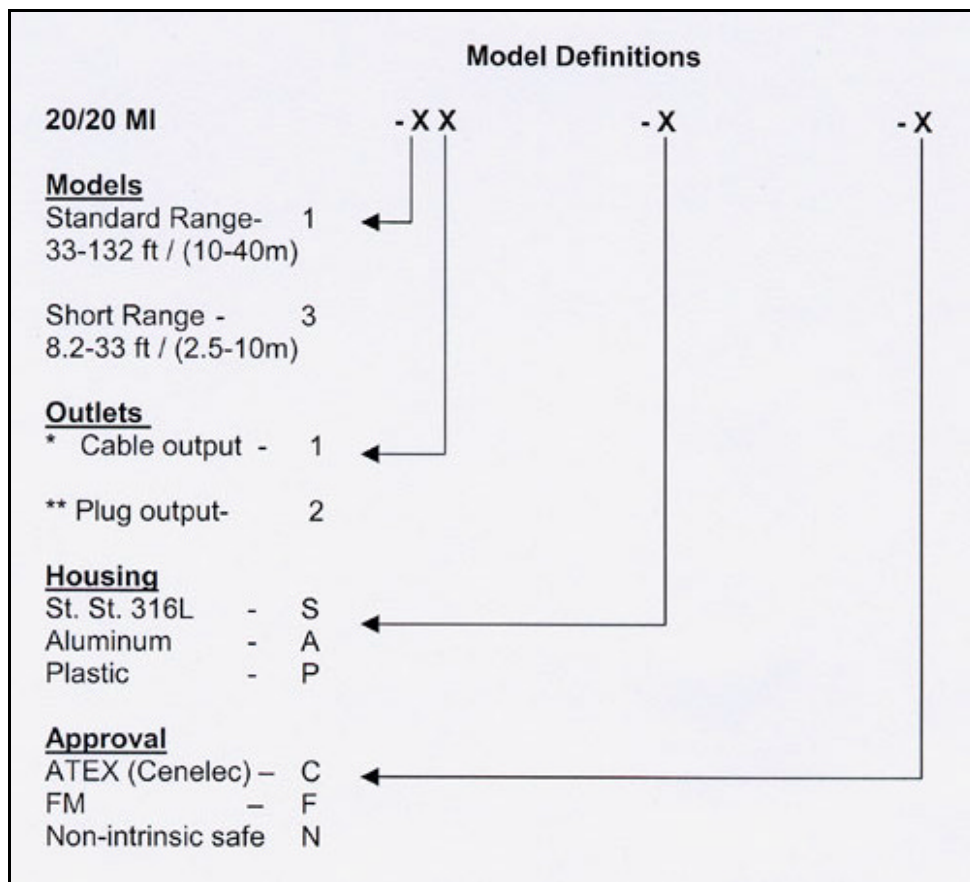 Model Definitions
20/20 MI - X X - X - X
Models
Standard Range- 1
33-132 ft / (10-40m)
Short Range - 3
8.2-33 ft / (2.5-10m)
Outlets
* Cable output - 1
** Plug output- 2
Housing
St. St. 316L - S
Aluminum - A
Plastic - P
Approval
ATEX (Cenelec) – C
FM – F
Non-intrinsic safe N